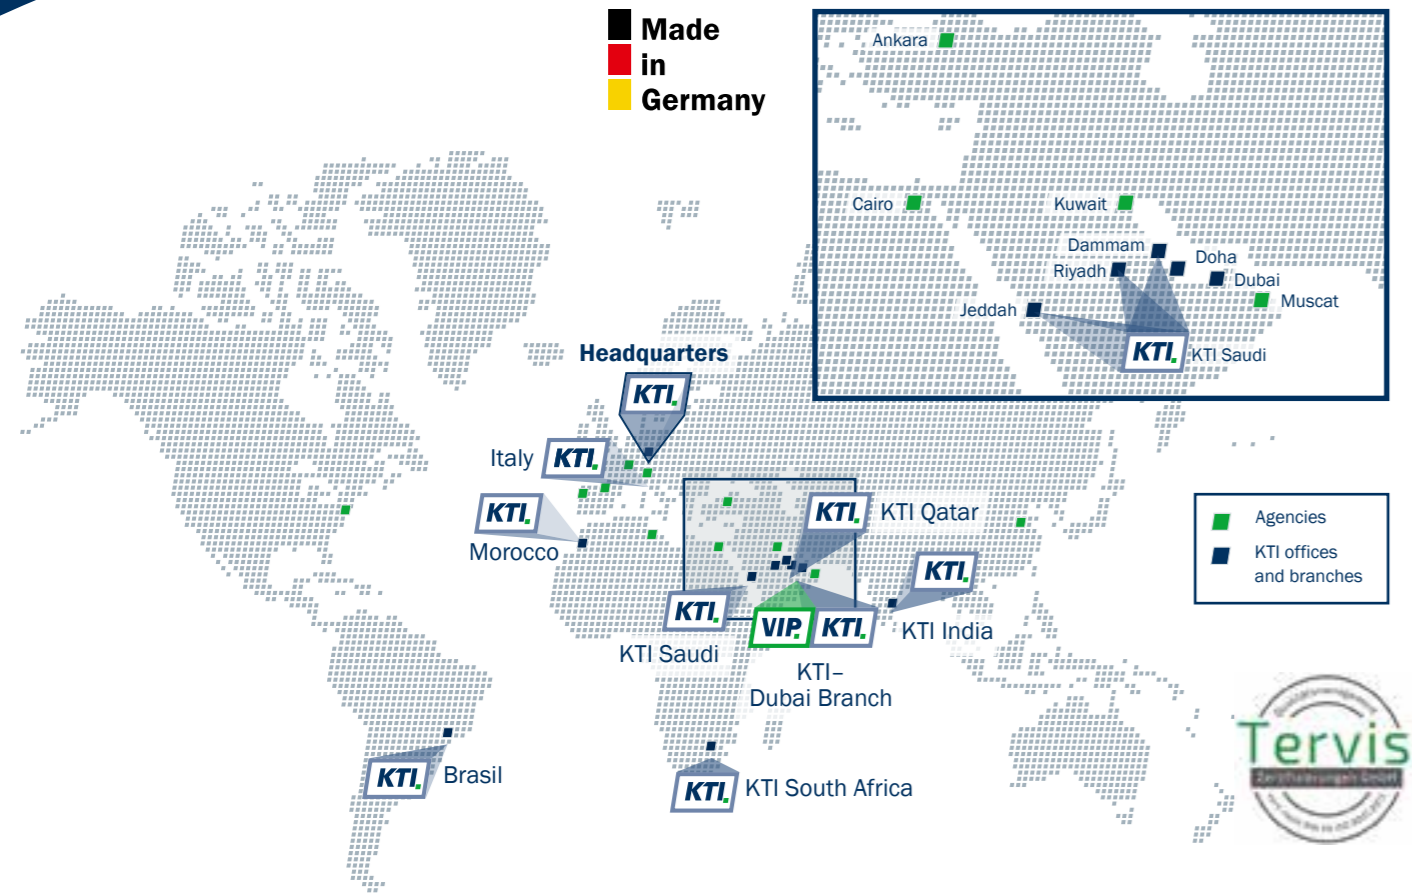 Made
in
Germany
Ankara
Cairo
Kuwait
Dammam
Doha
Riyadh
Dubai
Muscat
Jeddah
KTI.
KTI Saudi
Headquarters
KTI.
Italy
KTI.
KTI.
Morocco
KTI.
KTI Qatar
KTI.
KTI India
KTI.
KTI Saudi
VIP.
KTI.
KTI–
Dubai Branch
KTI.
Brasil
KTI.
KTI South Africa
Agencies
KTI offices
and branches
Tervis